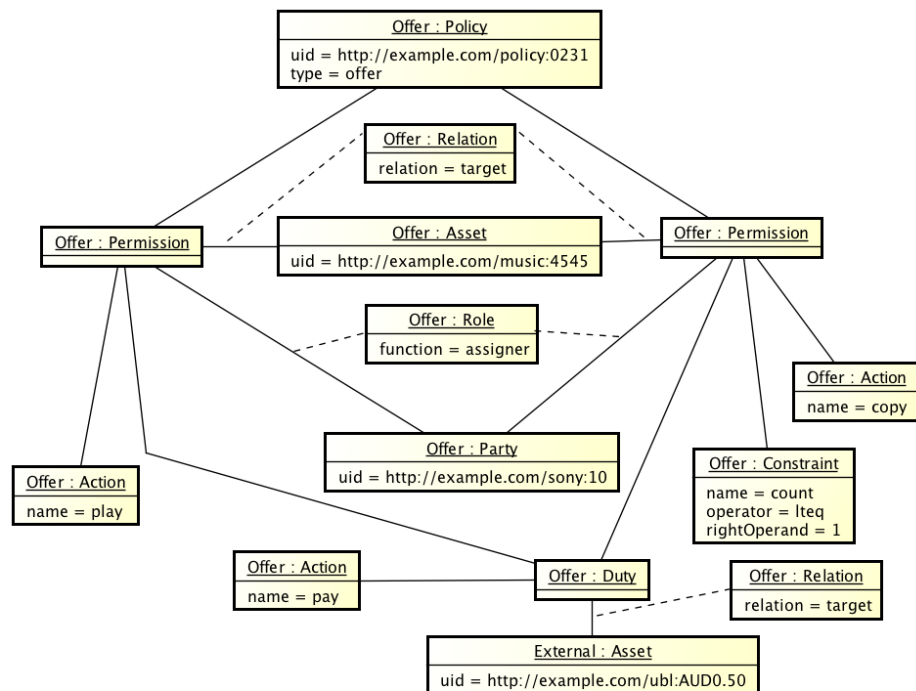 Offer : Policy
uid = http://example.com/policy:0231
type = offer
Offer : Relation
relation = target
Offer : Permission
Offer : Asset
uid = http://example.com/music:4545
Offer : Permission
Offer : Role
function = assigner
Offer : Action
name = copy
Offer : Party
uid = http://example.com/sony:10
Offer : Action
name = play
Offer : Constraint
name = count
operator = lteq
rightOperand = 1
Offer : Action
name = pay
Offer : Duty
Offer : Relation
relation = target
External : Asset
uid = http://example.com/ubl:AUD0.50